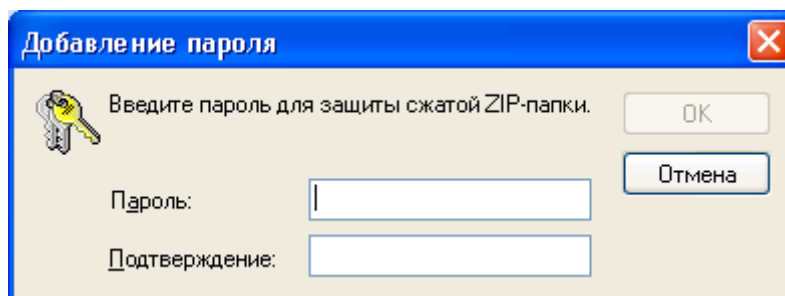 Добавление пароля
Введите пароль для защиты сжатой ZIP-папки.
OK
Отмена
Пароль:
Подтверждение: